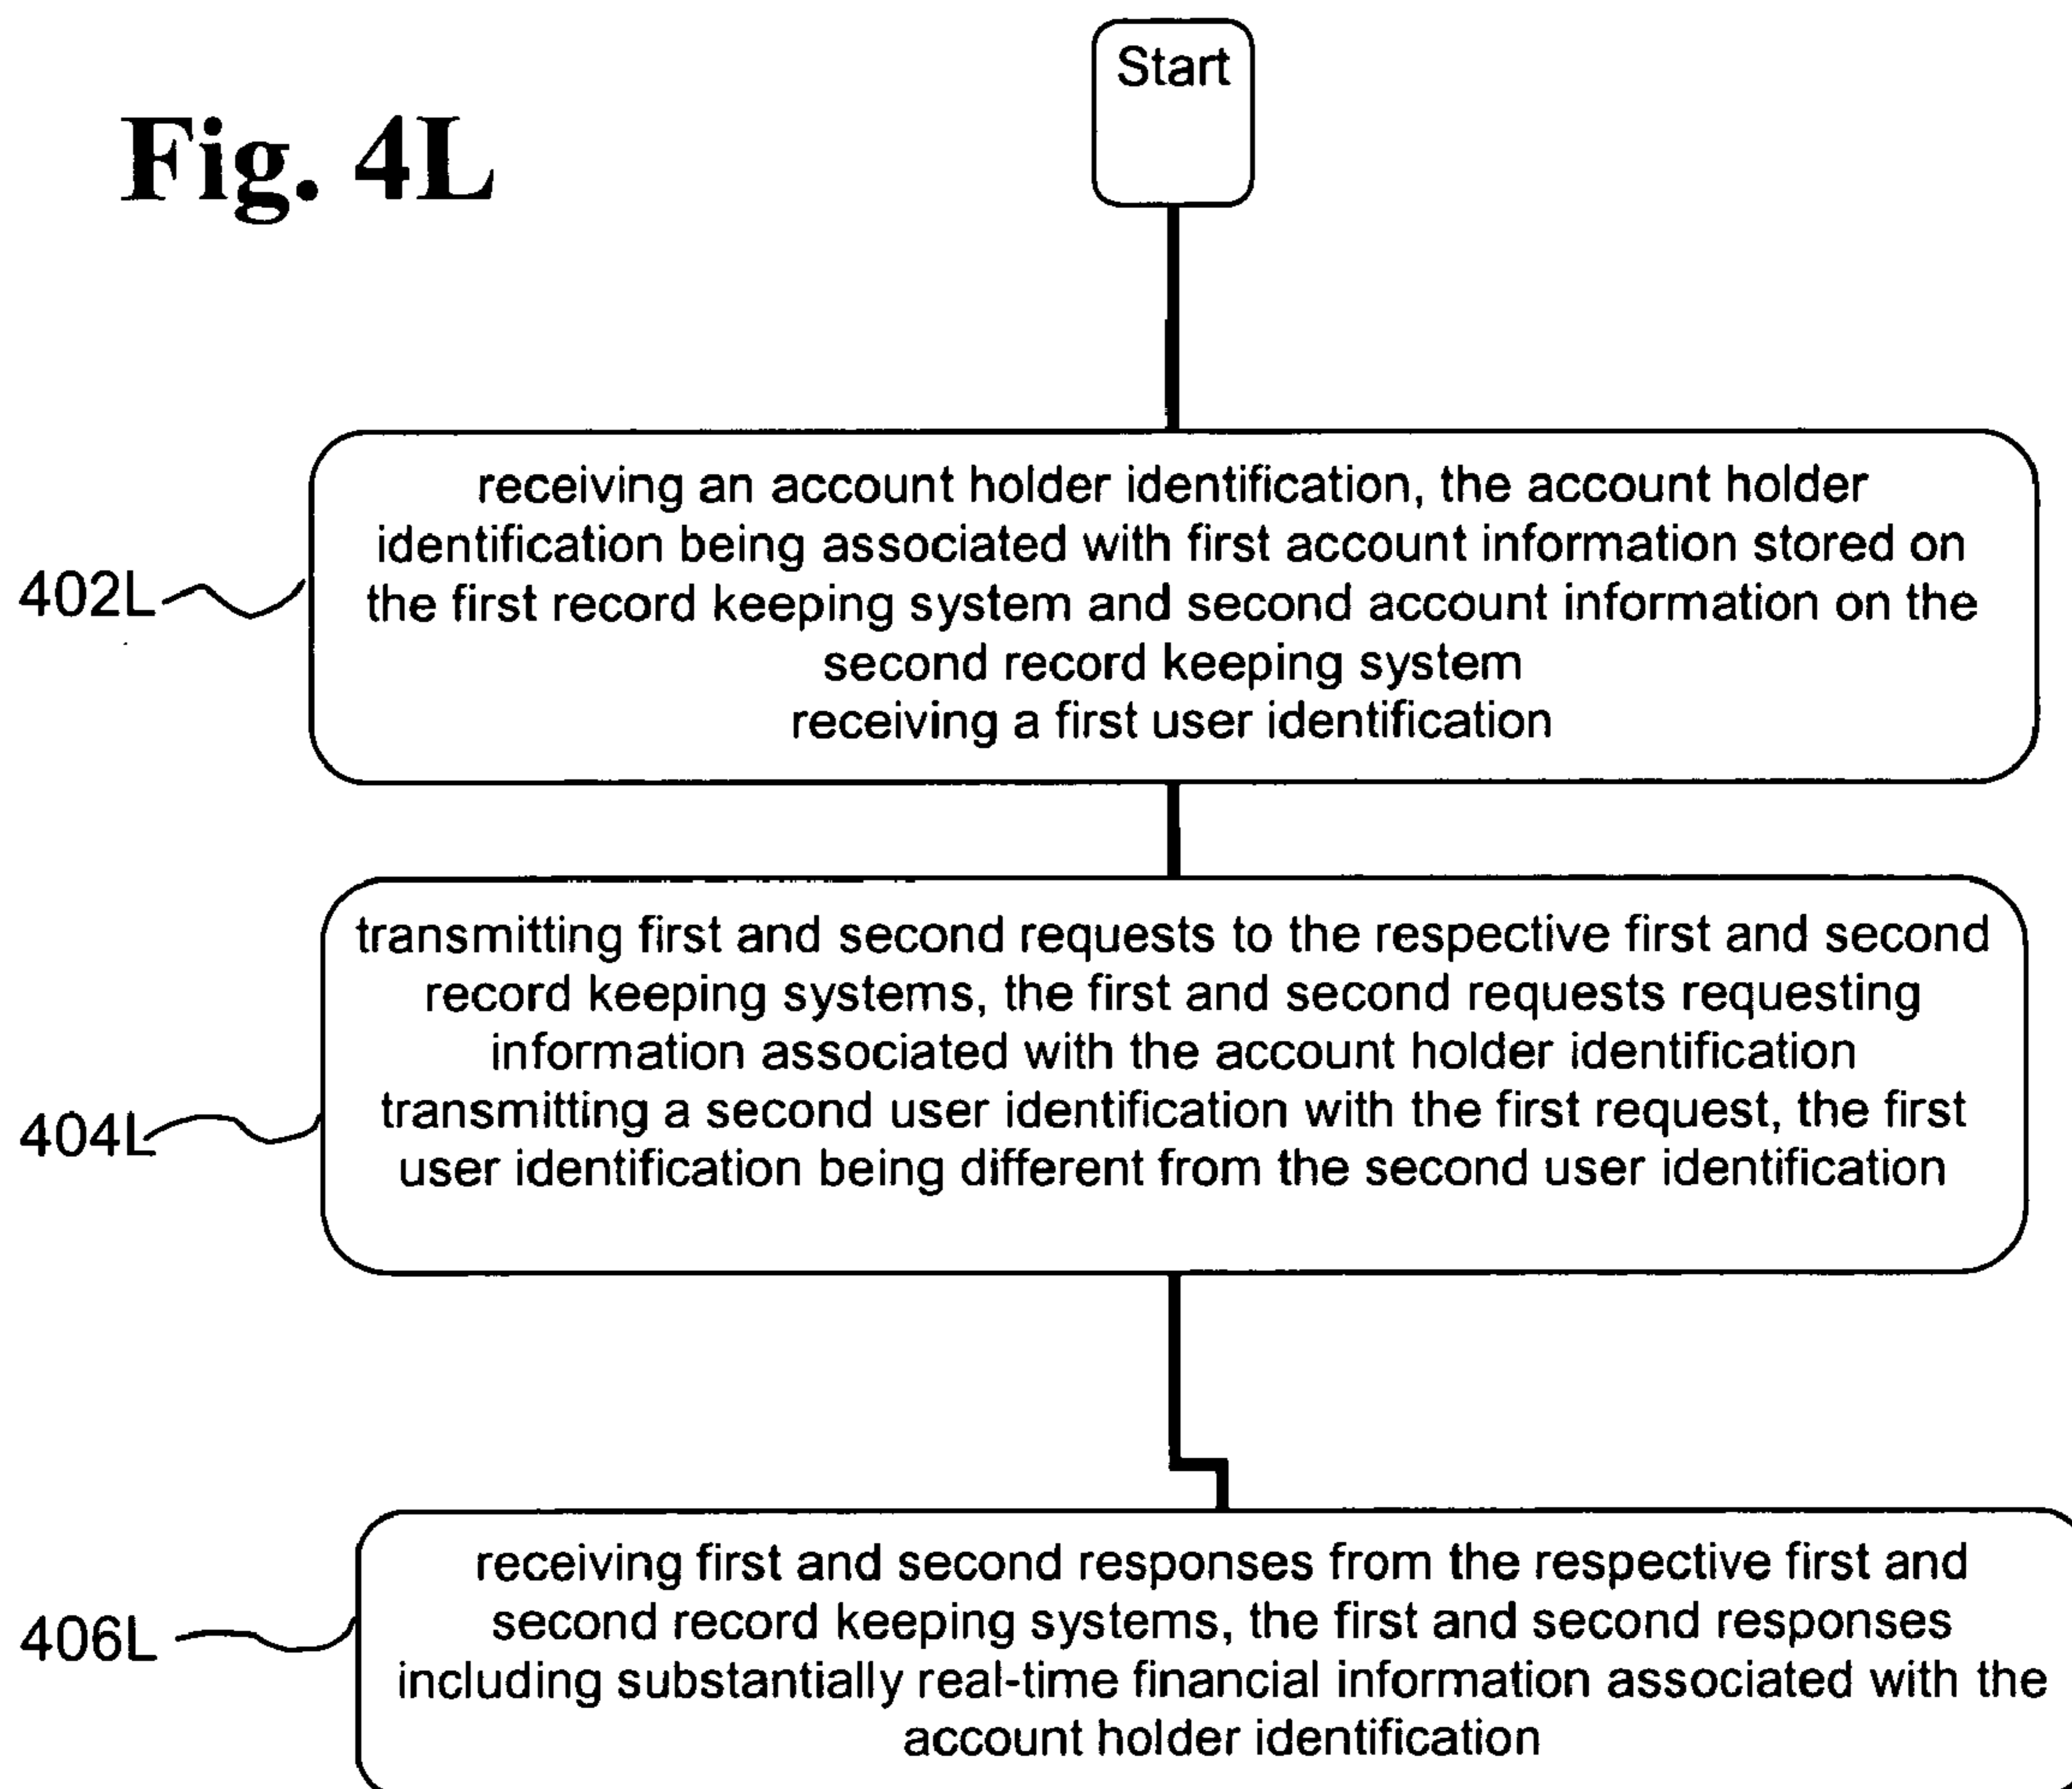 Start
Fig. 4L
receiving an account holder identification, the account holder
identification being associated with first account information stored on
the first record keeping system and second account information on the
second record keeping system
receiving a first user identification
402L
transmitting first and second requests to the respective first and second
record keeping systems, the first and second requests requesting
information associated with the account holder identification
transmitting a second user identification with the first request, the first
user identification being different from the second user identification
404L
receiving first and second responses from the respective first and
second record keeping systems, the first and second responses
including substantially real-time financial information associated with the
account holder identification
406L